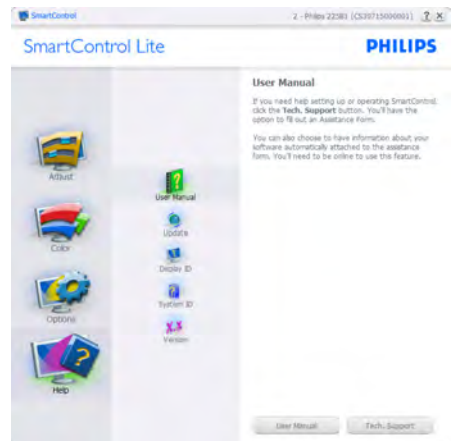 SmartControl
2 - Philips 225B1 (CS39715000001)
? X
SmartControl Lite
PHILIPS
User Manual
If you need help setting up or operating SmartControl,
click the Tech. Support button. You'll have the
option to fill out an Assistance Form.
You can also choose to have information about your
software automatically attached to the assistance
form. You'll need to be online to use this feature.
Adjust
Color
Options
Help
User Manual
Update
Display ID
System ID
X.X
Version
User Manual
Tech. Support